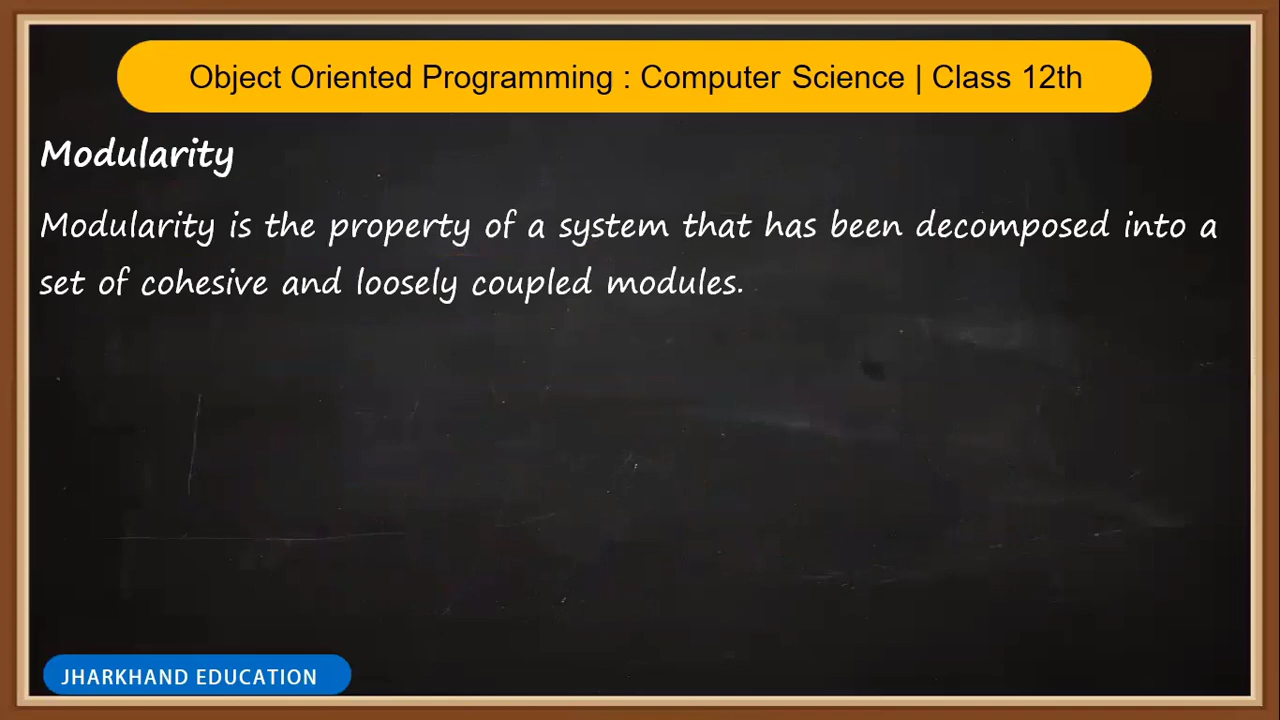 Object Oriented Programming : Computer Science | Class 12th
Modularity
Modularity is the property of a system that has been decomposed into a
set of cohesive and loosely coupled modules.
JHARKHAND EDUCATION